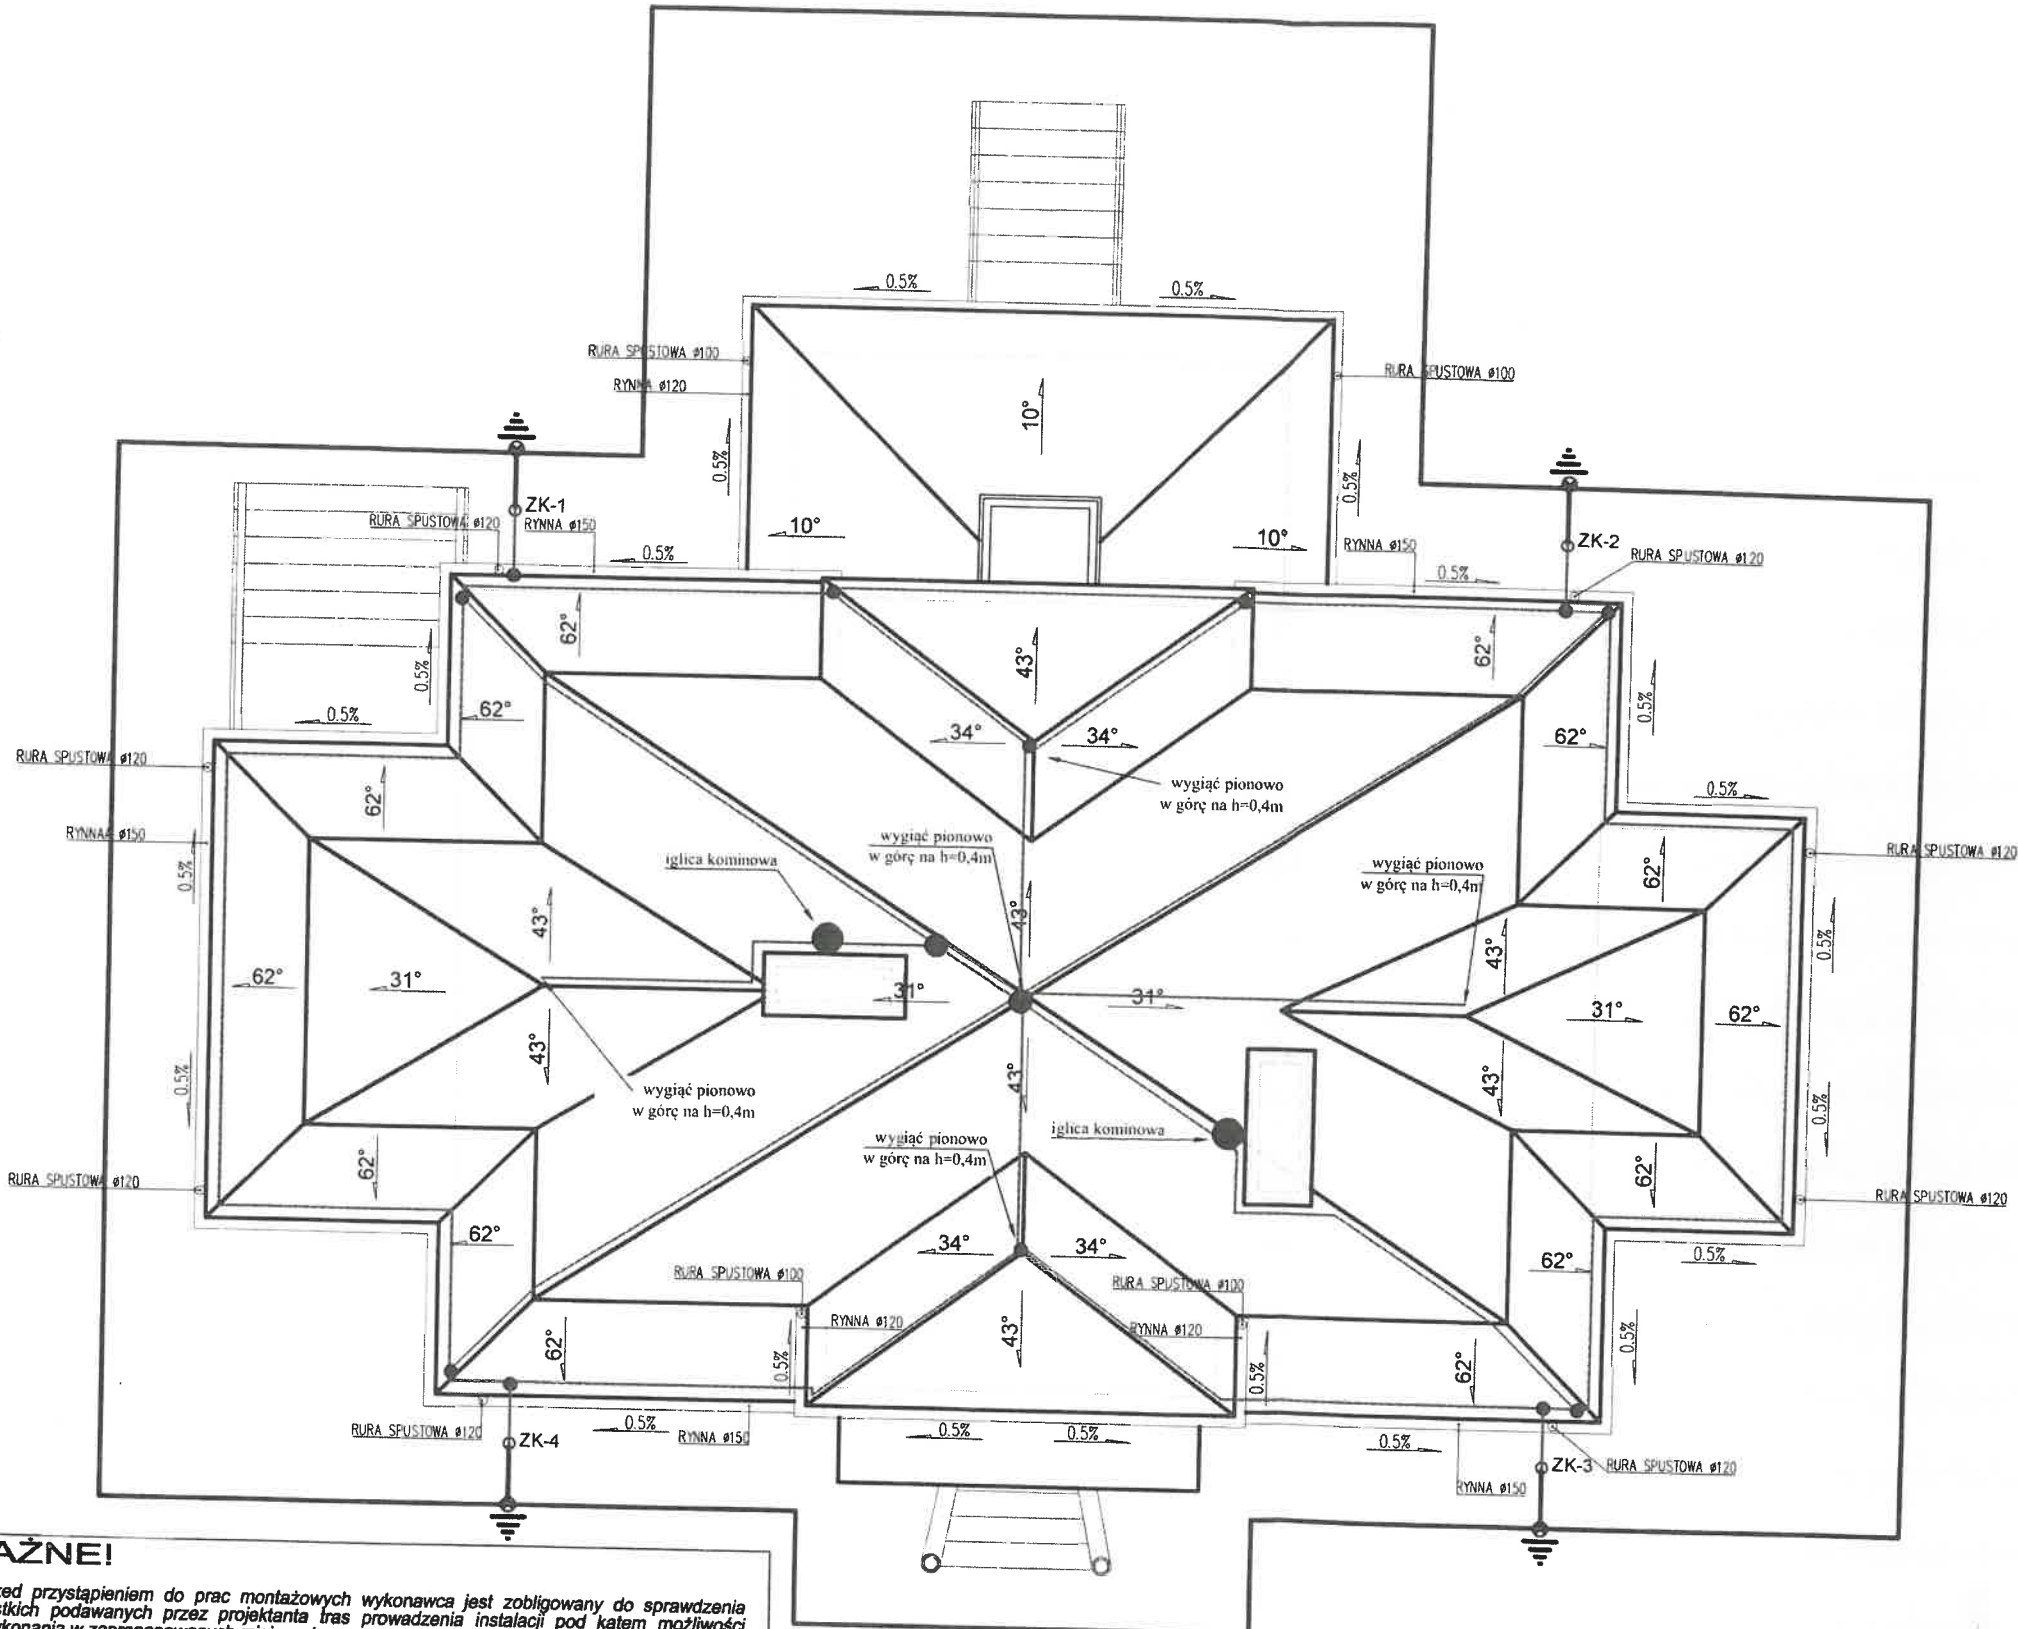 0.5%
0.5%
RURA SPUSTOWA ø100
RYNNA ø120
RURA SPUSTOWA ø100
10°
0.5%
0.5%
ZK-1
RURA SPUSTOWA ø120
RYNNA ø150
10°
10°
ZK-2
RYNNA ø150
RURA SPUSTOWA ø120
0.5%
0.5%
62°
43°
62°
0.5%
0.5%
62°
0.5%
34°
34°
62°
RURA SPUSTOWA ø120
62°
wygiąć pionowo
w górę na h=0,4m
0.5%
RYNNAA ø150
wygiąć pionowo
w górę na h=0,4m
iglica kominowa
wygiąć pionowo
w górę na h=0,4m
RURA SPUSTOWA ø120
62°
0.5%
43°
43°
43°
0.5%
62°
31°
31°
31°
31°
62°
43°
43°
43°
0.5%
0.5%
wygiąć pionowo
w górę na h=0,4m
wygiąć pionowo
w górę na h=0,4m
iglica kominowa
RURA SPUSTOWA ø120
62°
62°
RURA SPUSTOWA ø120
62°
34°
34°
62°
0.5%
RURA SPUSTOWA ø100
RURA SPUSTOWA ø100
RYNNA ø120
RYNNA ø120
62°
0.5%
43°
0.5%
62°
0.5%
RURA SPUSTOWA ø120
0.5%
RYNNA ø150
0.5%
0.5%
0.5%
ZK-4
ZK-3
RURA SPUSTOWA ø120
RYNNA ø150
AŻNE!
ed przystąpieniem do prac montażowych wykonawca jest zobligowany do sprawdzenia
stkich podawanych przez projektanta tras prowadzenia instalacji pod kątem możliwości